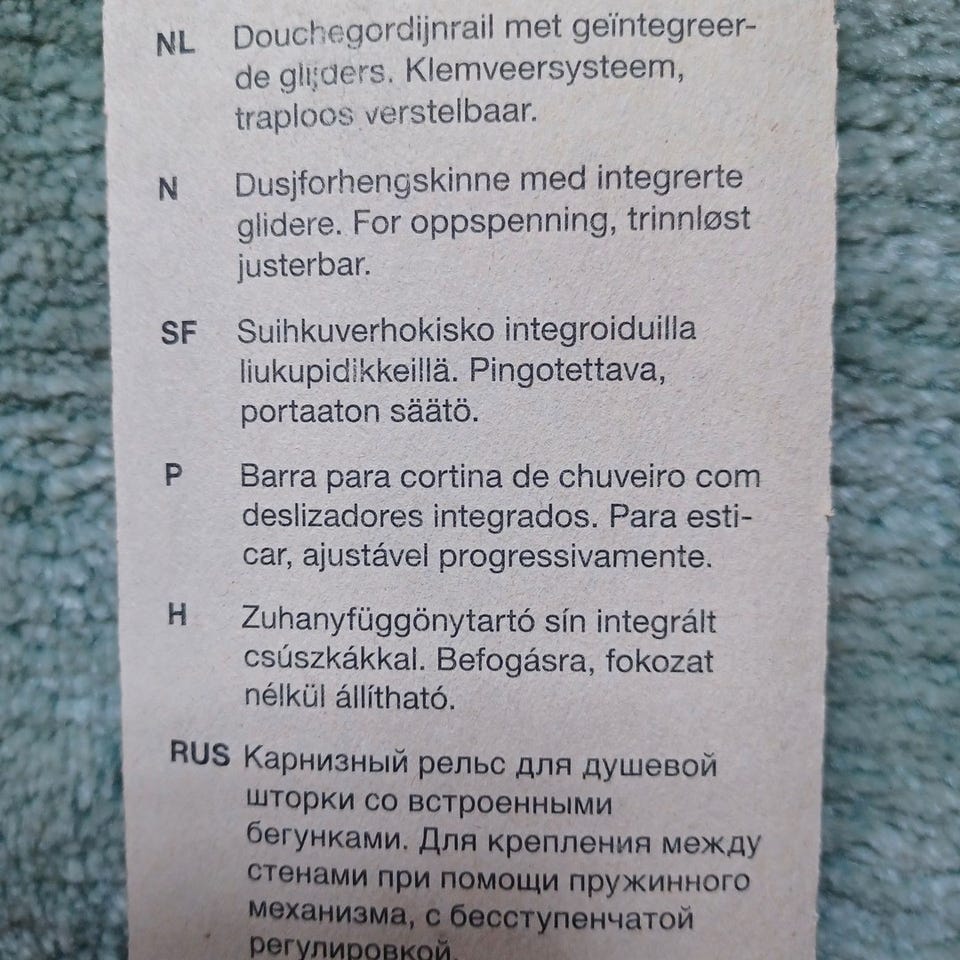 NL Douchegordijnrail met geïntegreer-
de glijders. Klemveersysteem,
traploos verstelbaar.
N Dusjforhengskinne med integrerte
glidere. For oppspenning, trinnløst
justerbar.
SF Suihkuverhokisko integroiduilla
liukupidikkeillä. Pingotettava,
portaaton säätö.
P Barra para cortina de chuveiro com
deslizadores integrados. Para esti-
car, ajustável progressivamente.
H Zuhanyfüggönytartó sín integrált
csúszkákkal. Befogásra, fokozat
nélkül állítható.
RUS Карнизный рельс для душевой
шторки со встроенными
бегунками. Для крепления между
стенами при помощи пружинного
механизма, с бесступенчатой
регулировкой.